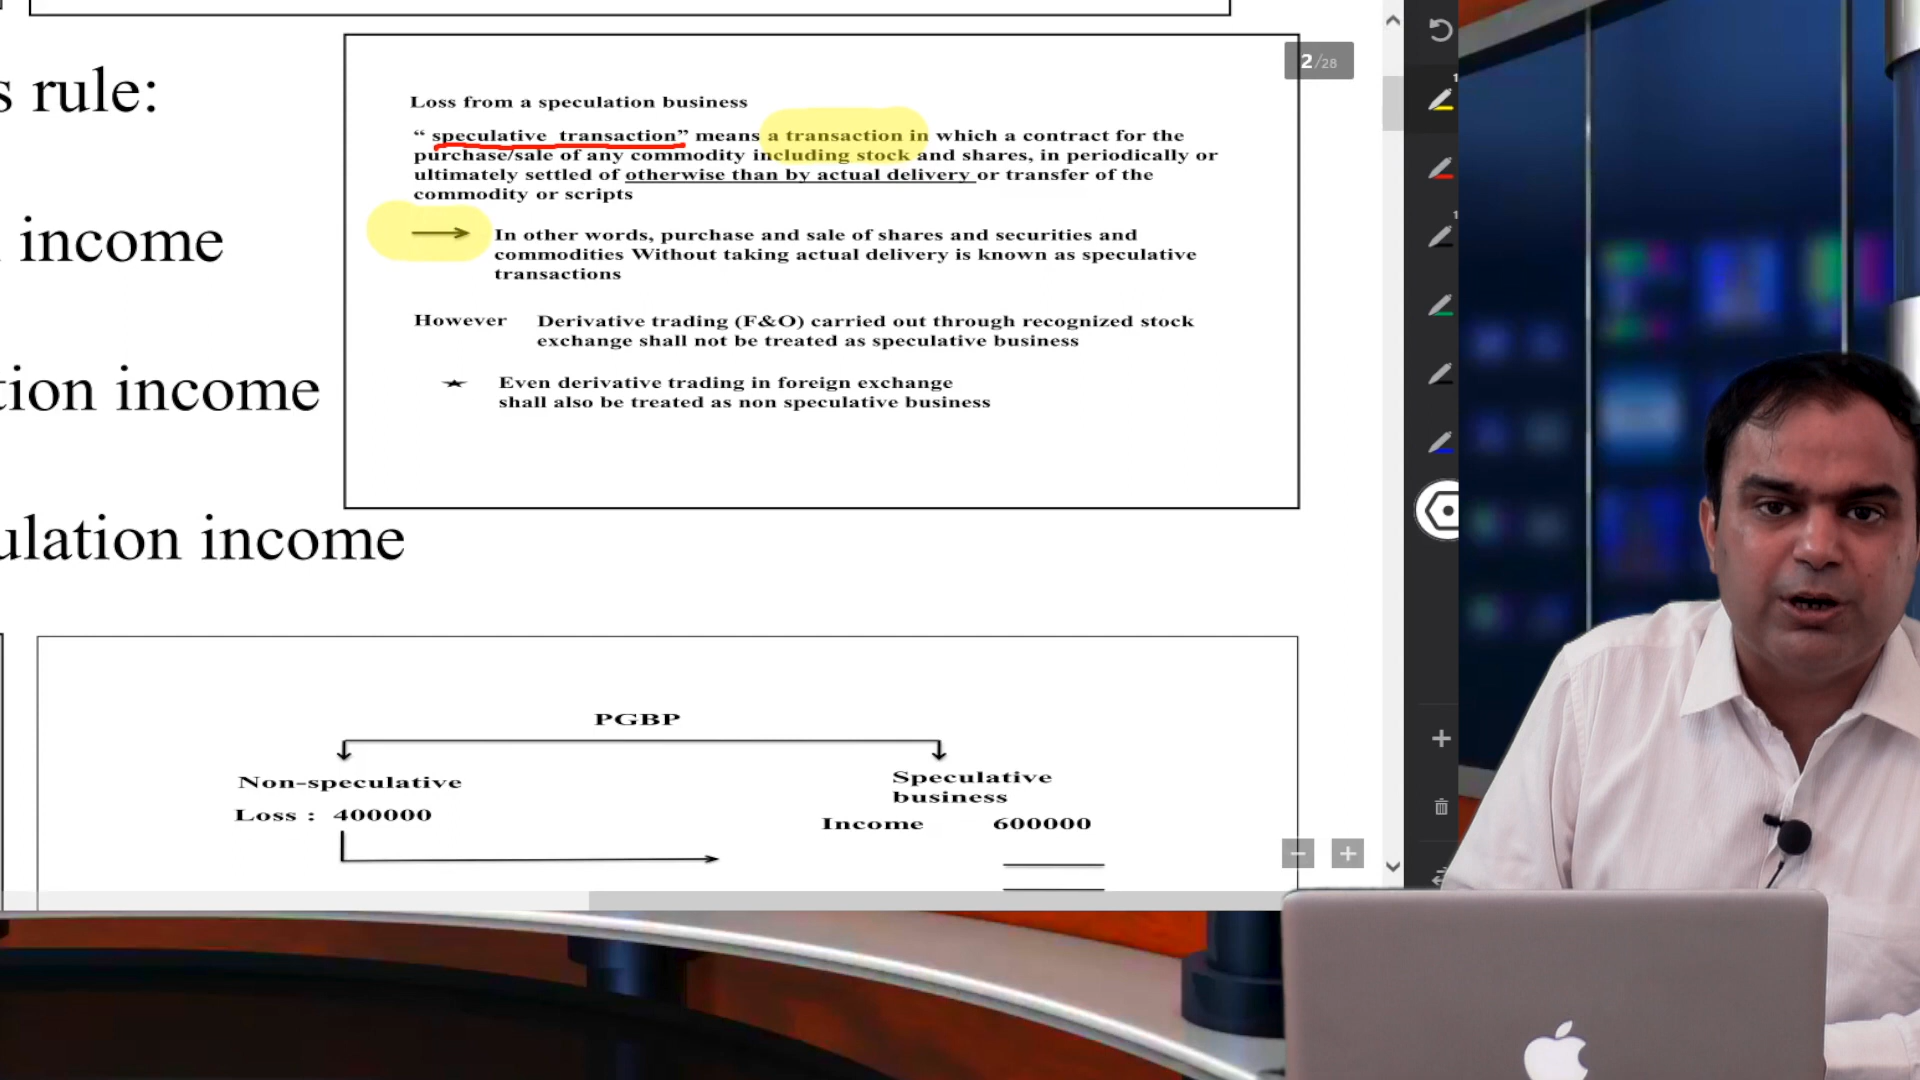 s rule:
income
tion income
ulation income
2/28
Loss from a speculation business
“ speculative transaction” means a transaction in which a contract for the
purchase/sale of any commodity including stock and shares, in periodically or
ultimately settled of otherwise than by actual delivery or transfer of the
commodity or scripts
In other words, purchase and sale of shares and securities and
commodities Without taking actual delivery is known as speculative
transactions
However Derivative trading (F&O) carried out through recognized stock
exchange shall not be treated as speculative business
Even derivative trading in foreign exchange
shall also be treated as non speculative business
PGBP
Non-speculative
Loss : 400000
Speculative
business
Income 600000